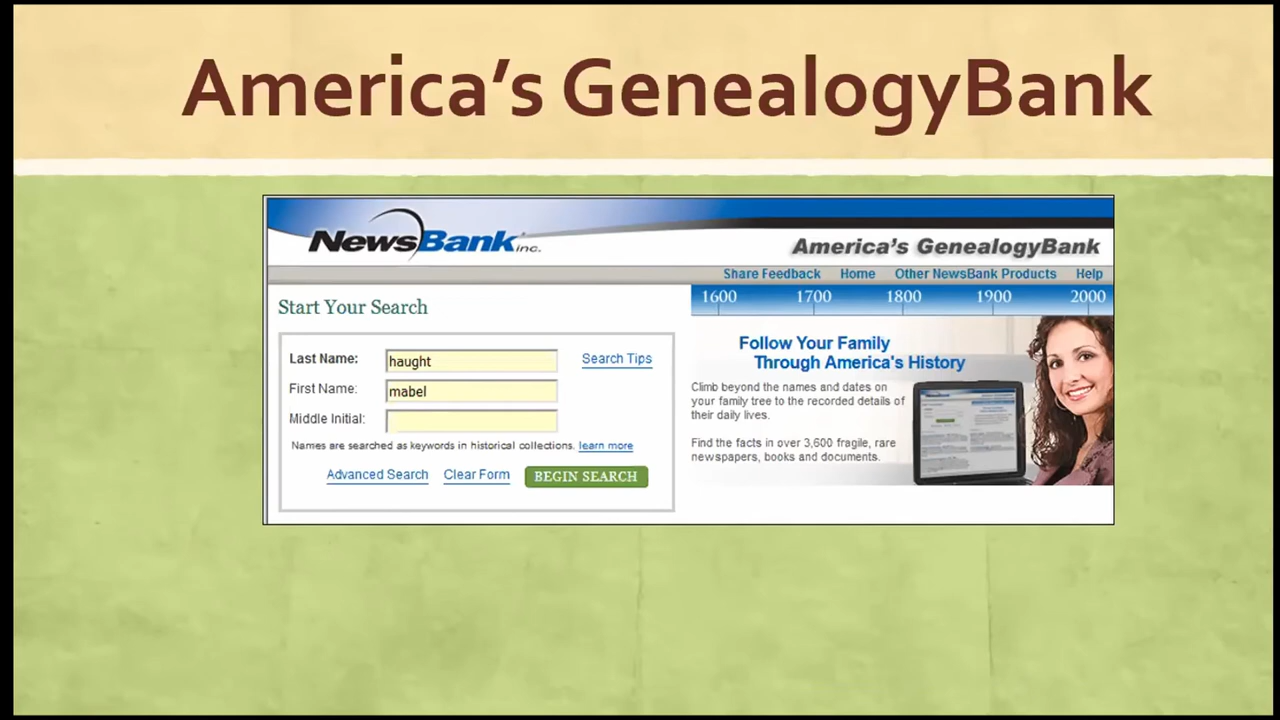 America's GenealogyBank
NewsBank inc.
America's GenealogyBank
Share Feedback Home Other NewsBank Products Help
Start Your Search
1600 1700 1800 1900 2000
Last Name: haught Search Tips
First Name: mabel
Middle Initial:
Names are searched as keywords in historical collections. learn more
Advanced Search Clear Form BEGIN SEARCH
Follow Your Family
Through America's History
Climb beyond the names and dates on
your family tree to the recorded details of
their daily lives.
Find the facts in over 3,600 fragile, rare
newspapers, books and documents.